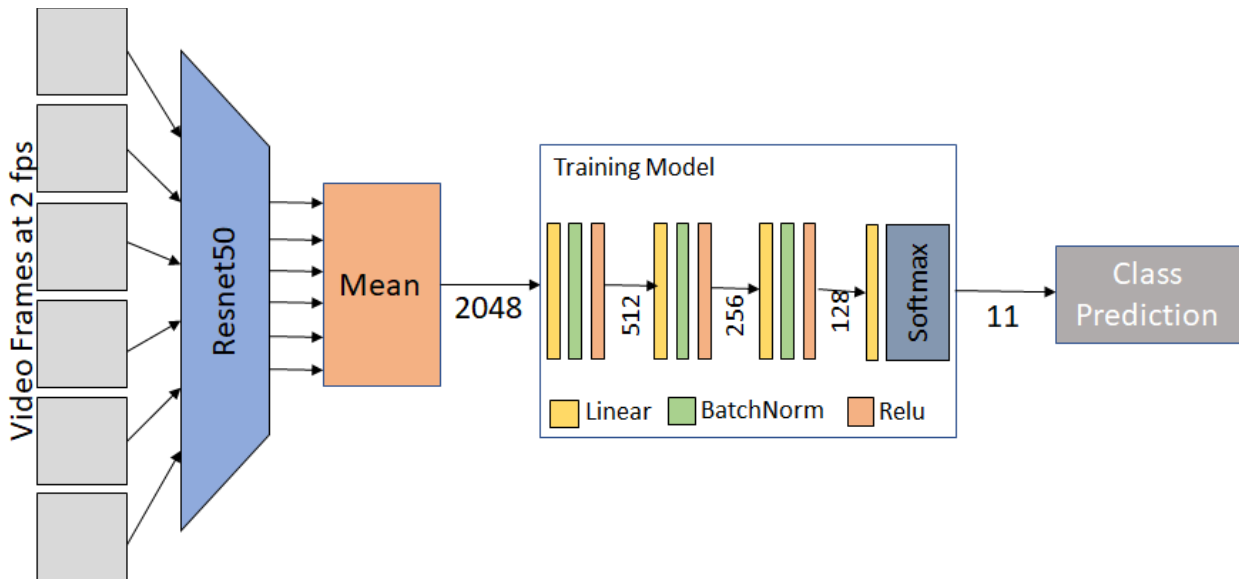 Video Frames at 2 fps
Resnet50
Mean
2048
Training Model
512
256
128
Softmax
Linear
BatchNorm
Relu
11
Class
Prediction